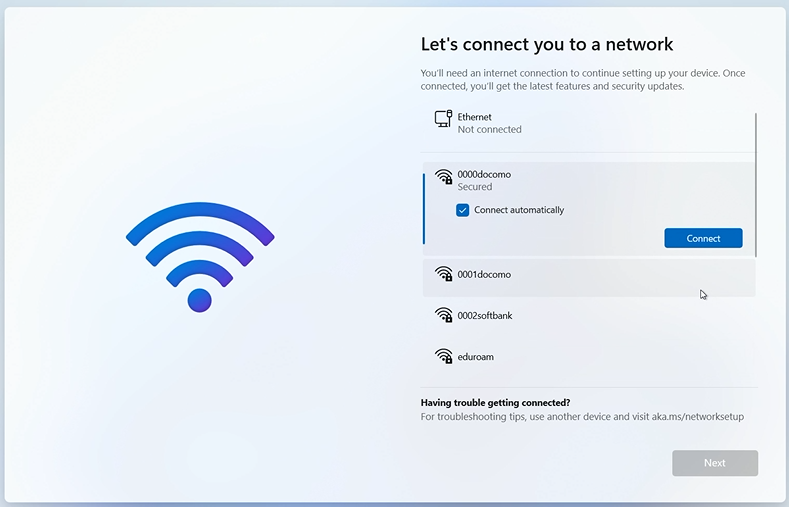 Let's connect you to a network
You'll need an internet connection to continue setting up your device. Once
connected, you'll get the latest features and security updates.
Ethernet
Not connected
0000docomo
Secured
Connect automatically
Connect
0001docomo
0002softbank
eduroam
Having trouble getting connected?
For troubleshooting tips, use another device and visit aka.ms/networksetup
Next